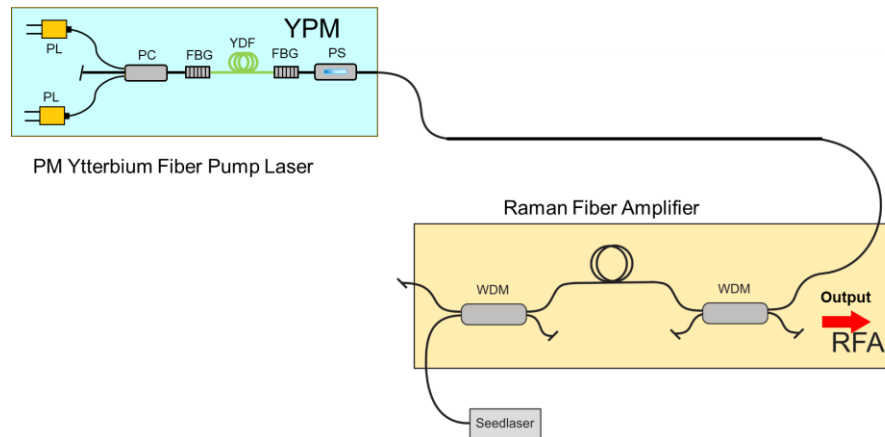 YPM
PL
PC
FBG
YDF
FBG
PS
PL
PM Ytterbium Fiber Pump Laser
Raman Fiber Amplifier
WDM
WDM
Output
RFA
Seedlaser